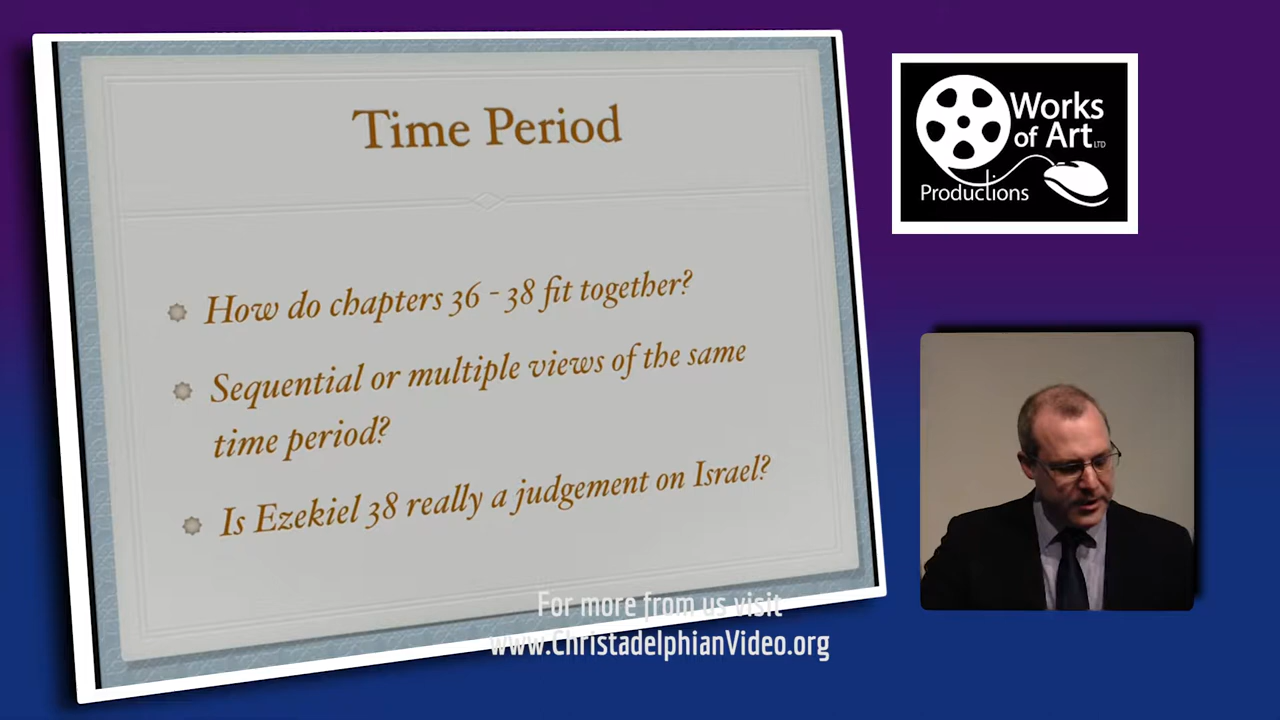 Time Period
How do chapters 36 - 38 fit together?
Sequential or multiple views of the same
time period?
Is Ezekiel 38 really a judgement on Israel?
Works
of Art LTD
Productions
For more from us visit
www.ChristadelphianVideo.org